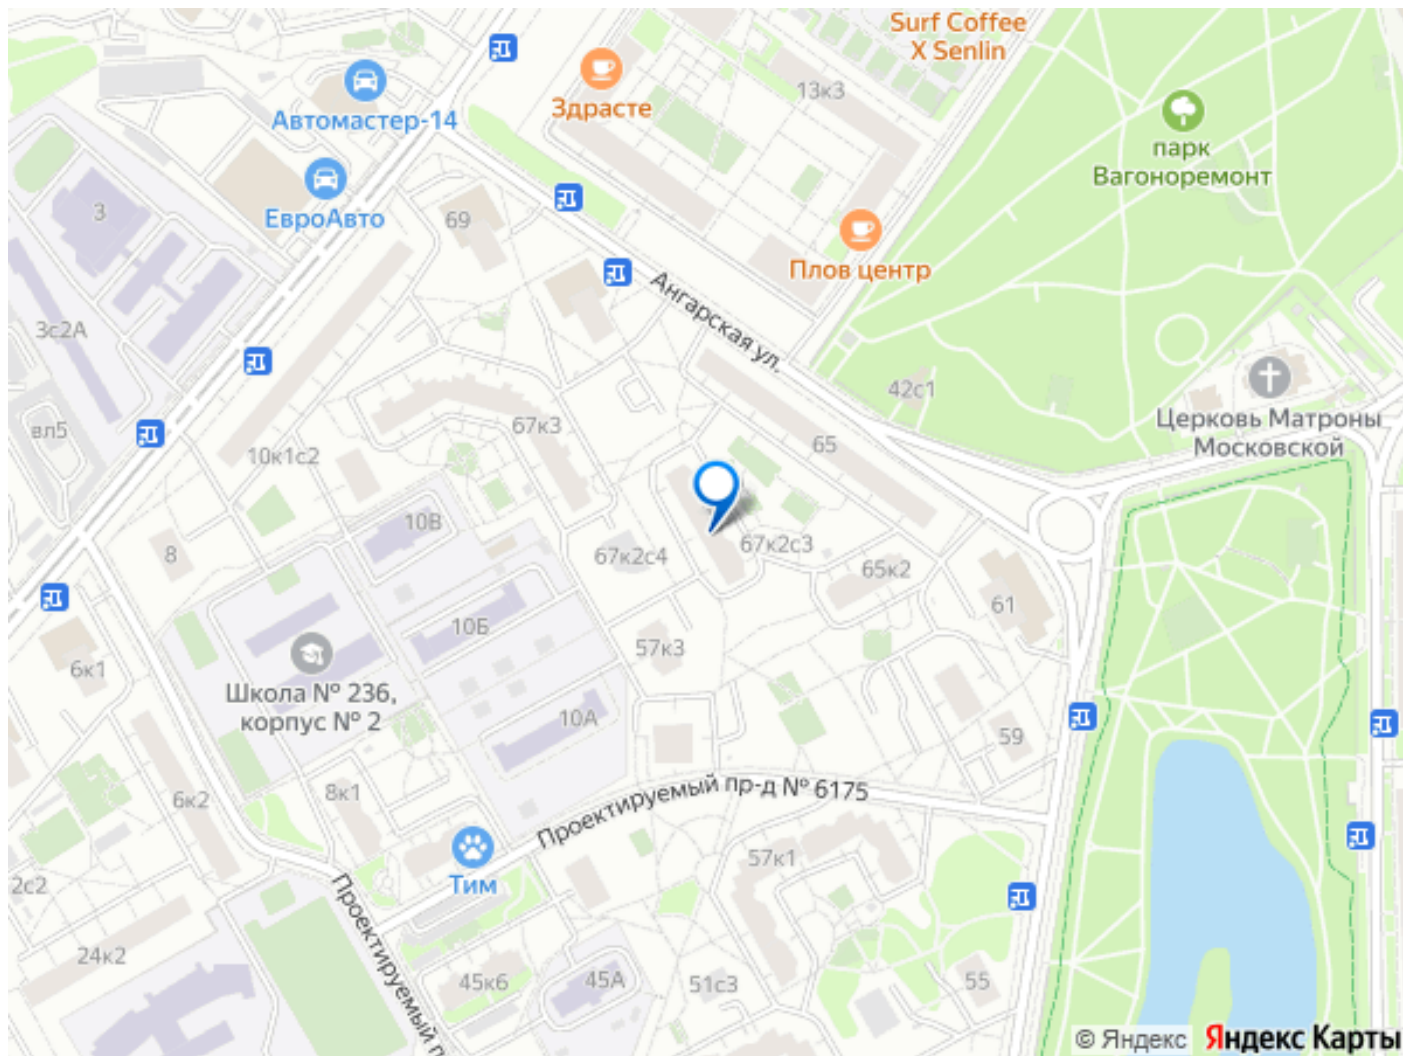 Surf Coffee
X Senlin
Здрасте
13к3
Автомастер-14
парк
Вагоноремонт
ЕвроАвто
3
69
Плов центр
Ангарская ул.
3с2А
42с1
Церковь Матроны
Московской
вл5
67к3
65
10к1с2
10В
8
67к2с4
67к2с3
65к2
61
10Б
57к3
6к1
Школа № 236,
корпус № 2
10А
59
6к2
8к1
Проектируемый пр-д № 6175
57к1
Тим
2с2
Проектируемый п
24к2
45к6
45А
51с3
55
© Яндекс Яндекс Карты